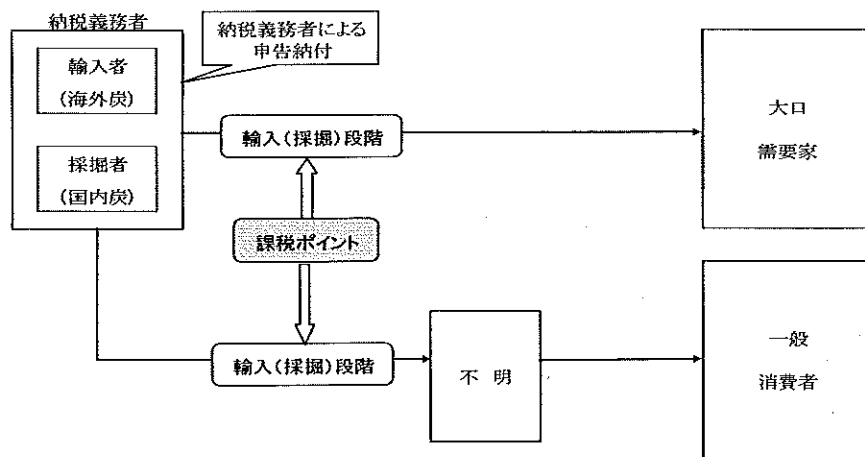 納税義務者
納税義務者による
申告納付
輸入者
(海外炭)
採掘者
(国内炭)
輸入(採掘)段階
大口
需要家
課税ポイント
輸入(採掘)段階
不 明
一般
消費者